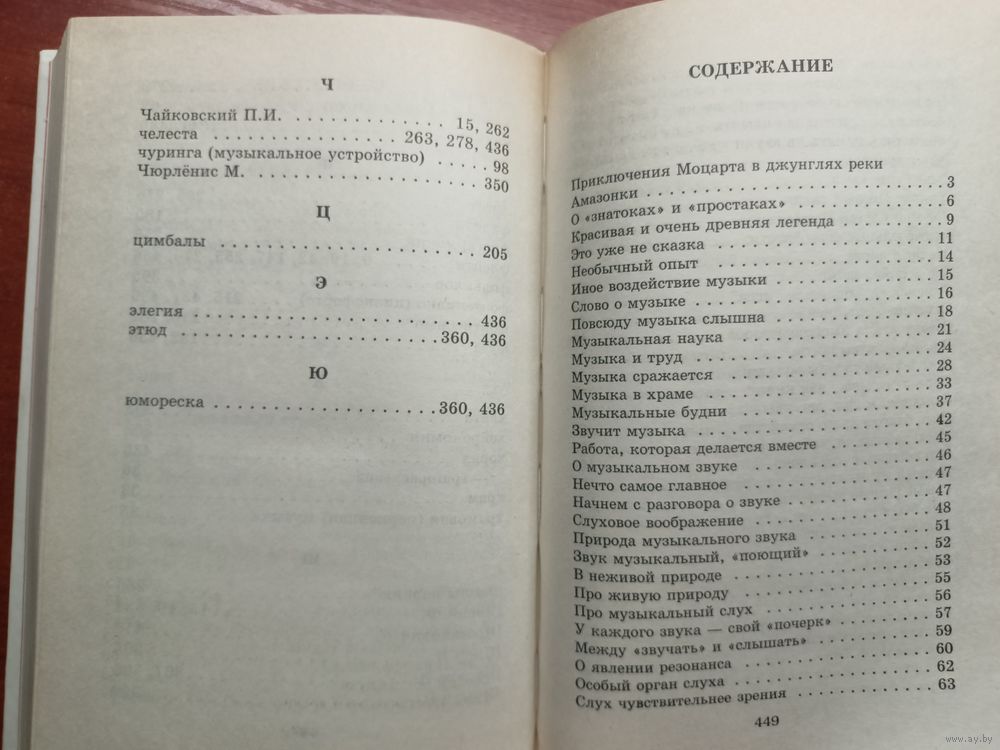 Ч
Чайковский П.И. . . . . . . . . . . . . . 15, 262
челеста . . . . . . . . . . . . . . 263, 278, 436
чуринга (музыкальное устройство) . . . . . 98
Чюрлёнис М. . . . . . . . . . . . . . . . . . 350
Ц
цимбалы . . . . . . . . . . . . . . . . . . . . 205
Э
элегия . . . . . . . . . . . . . . . . . . . . . 436
этюд . . . . . . . . . . . . . . . . . . . . 360, 436
Ю
юмореска . . . . . . . . . . . . . . . . . 360, 436
СОДЕРЖАНИЕ
Приключения Моцарта в джунглях реки
Амазонки . . . . . . . . . . . . . . . . . . . . 3
О «знатоках» и «простаках» . . . . . . . . . . . 6
Красивая и очень древняя легенда . . . . . . . . 9
Это уже не сказка . . . . . . . . . . . . . . . 11
Необычный опыт . . . . . . . . . . . . . . . . 14
Иное воздействие музыки . . . . . . . . . . . . 15
Слово о музыке . . . . . . . . . . . . . . . . 16
Повсюду музыка слышна . . . . . . . . . . . . . 18
Музыкальная наука . . . . . . . . . . . . . . . 21
Музыка и труд . . . . . . . . . . . . . . . . . 24
Музыка сражается . . . . . . . . . . . . . . . 28
Музыка в храме . . . . . . . . . . . . . . . . 33
Музыкальные будни . . . . . . . . . . . . . . . 37
Звучит музыка . . . . . . . . . . . . . . . . . 42
Работа, которая делается вместе . . . . . . . . 45
О музыкальном звуке . . . . . . . . . . . . . . 46
Нечто самое главное . . . . . . . . . . . . . . 47
Начнем с разговора о звуке . . . . . . . . . . . 47
Слуховое воображение . . . . . . . . . . . . . 48
Природа музыкального звука . . . . . . . . . . . 51
Звук музыкальный, «поющий» . . . . . . . . . . . 52
В неживой природе . . . . . . . . . . . . . . . 53
Про живую природу . . . . . . . . . . . . . . . 55
Про музыкальный слух . . . . . . . . . . . . . 56
У каждого звука — свой «почерк» . . . . . . . . 57
Между «звучать» и «слышать» . . . . . . . . . . 59
О явлении резонанса . . . . . . . . . . . . . . 60
Особый орган слуха . . . . . . . . . . . . . . 62
Слух чувствительнее зрения . . . . . . . . . . . 63
449
www.ay.by